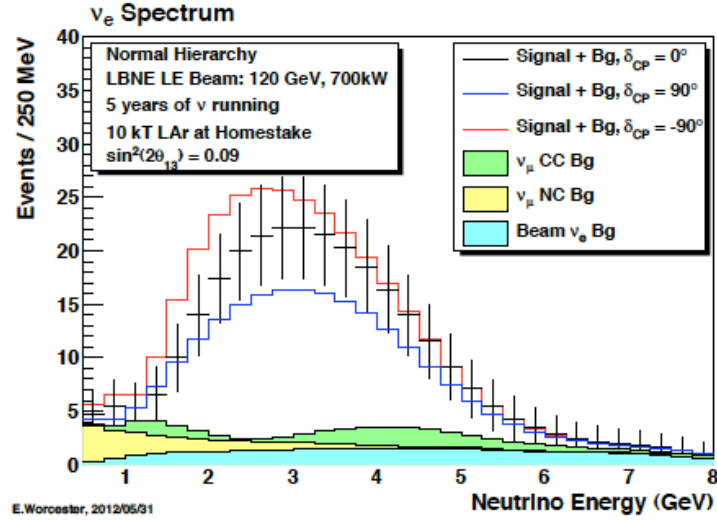 νe Spectrum
Events / 250 MeV
40
35
30
25
20
15
10
5
0
Normal Hierarchy
LBNE LE Beam: 120 GeV, 700kW
5 years of ν running
10 kT LAr at Homestake
sin²(2θ13) = 0.09
Signal + Bg, δCP = 0°
Signal + Bg, δCP = 90°
Signal + Bg, δCP = -90°
νμ CC Bg
νμ NC Bg
Beam νe Bg
1 2 3 4 5 6 7 8
Neutrino Energy (GeV)
E.Worcester, 2012/05/31